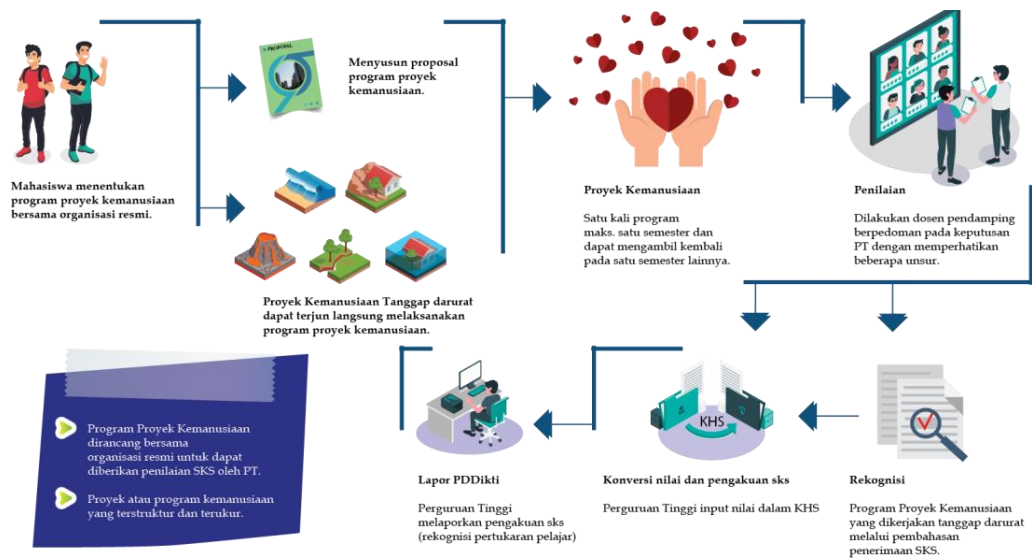 PROPOSAL
Menyusun proposal
program proyek
kemanusiaan.
Mahasiswa menentukan
program proyek kemanusiaan
bersama organisasi resmi.
Proyek Kemanusiaan Tanggap darurat
dapat terjun langsung melaksanakan
program proyek kemanusiaan.
Proyek Kemanusiaan
Satu kali program
maks. satu semester dan
dapat mengambil kembali
pada satu semester lainnya.
Penilaian
Dilakukan dosen pendamping
berpedoman pada keputusan
PT dengan memperhatikan
beberapa unsur.
Rekognisi
Program Proyek Kemanusiaan
yang dikerjakan tanggap darurat
melalui pembahasan
penerimaan SKS.
KHS
Konversi nilai dan pengakuan sks
Perguruan Tinggi input nilai dalam KHS
Lapor PDDikti
Perguruan Tinggi
melaporkan pengakuan sks
(rekognisi pertukaran pelajar)
Program Proyek Kemanusiaan
dirancang bersama
organisasi resmi untuk dapat
diberikan penilaian SKS oleh PT.
Proyek atau program kemanusiaan
yang terstruktur dan terukur.